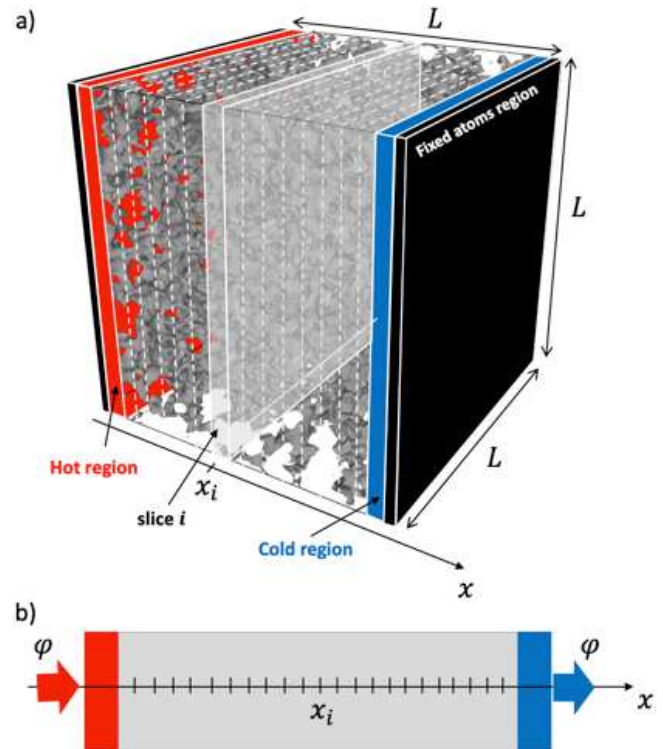 a)
L
Fixed atoms region
L
L
Hot region
x_i
slice i
Cold region
x
b)
φ
φ
x_i
x